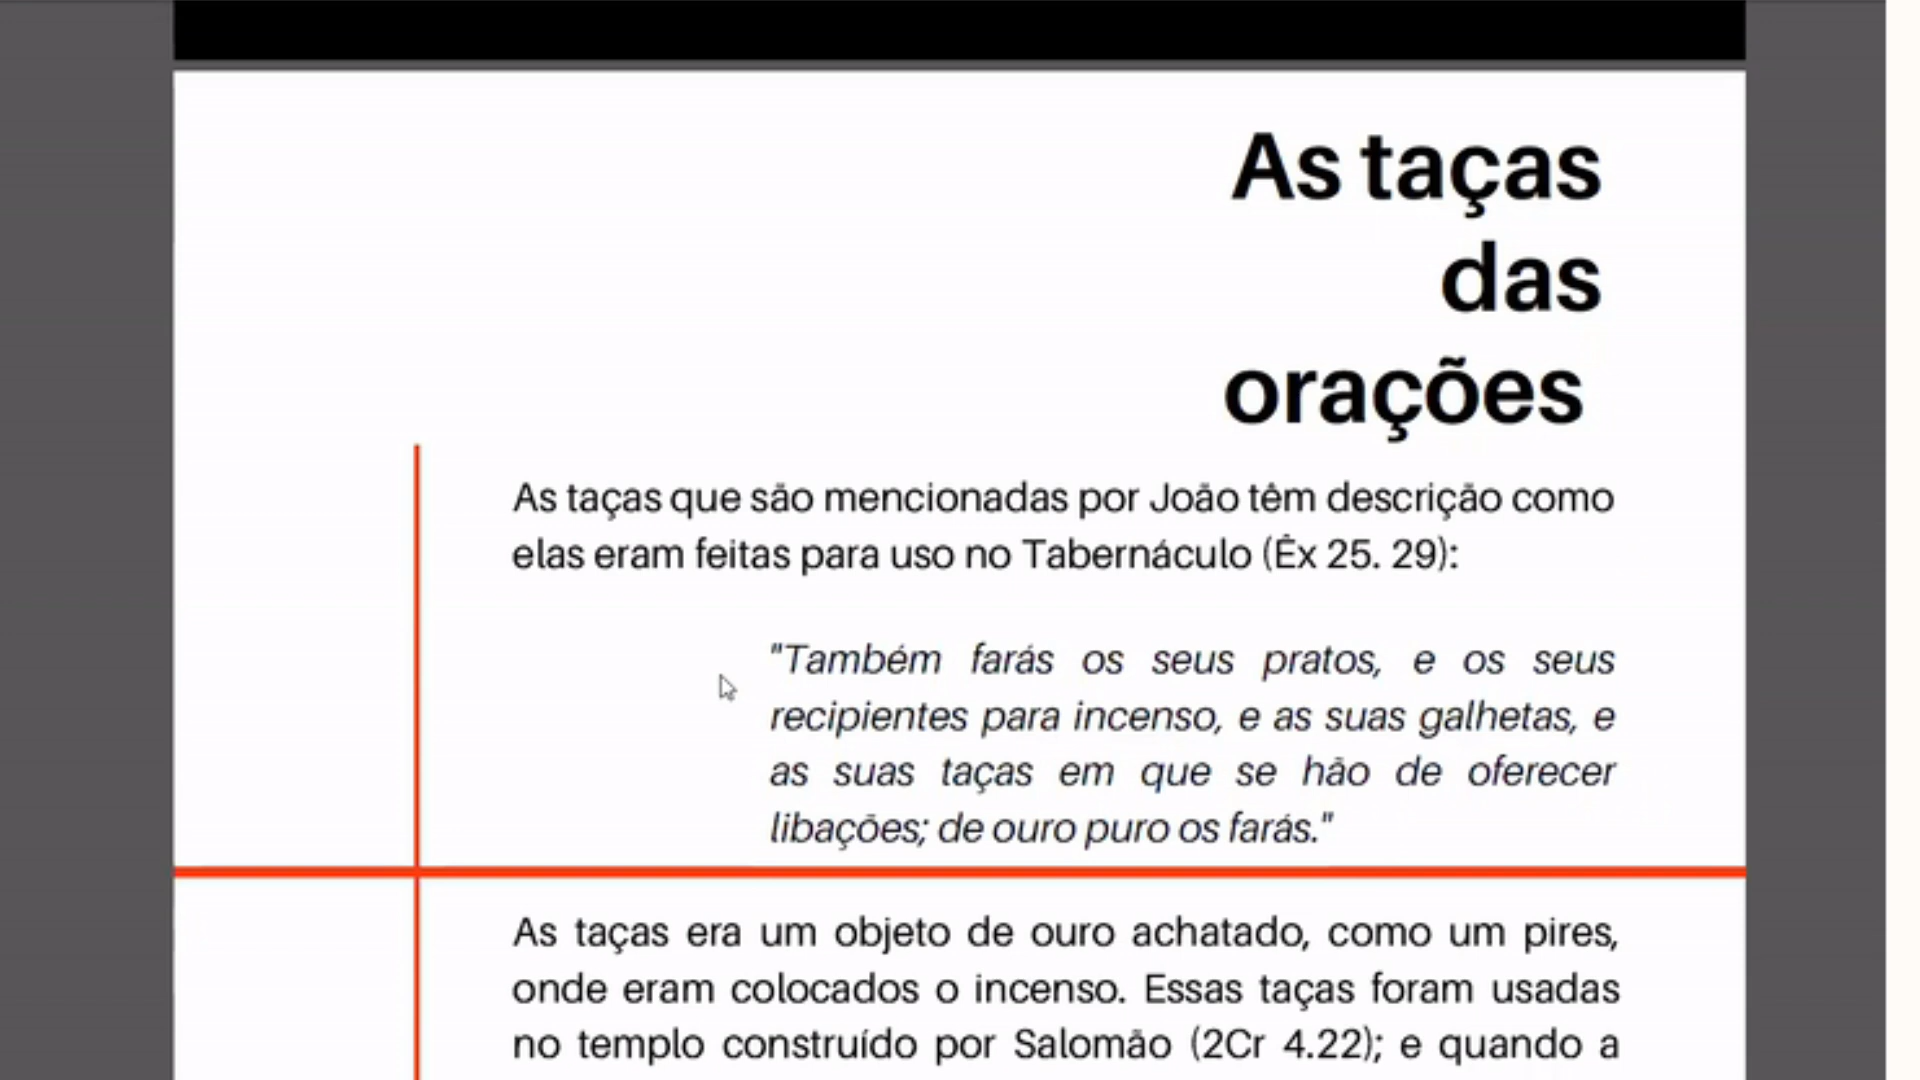 As taças
das
orações
As taças que são mencionadas por João têm descrição como
elas eram feitas para uso no Tabernáculo (Êx 25. 29):
"Também farás os seus pratos, e os seus
recipientes para incenso, e as suas galhetas, e
as suas taças em que se hão de oferecer
libações; de ouro puro os farás."
As taças era um objeto de ouro achatado, como um pires,
onde eram colocados o incenso. Essas taças foram usadas
no templo construído por Salomão (2Cr 4.22); e quando a